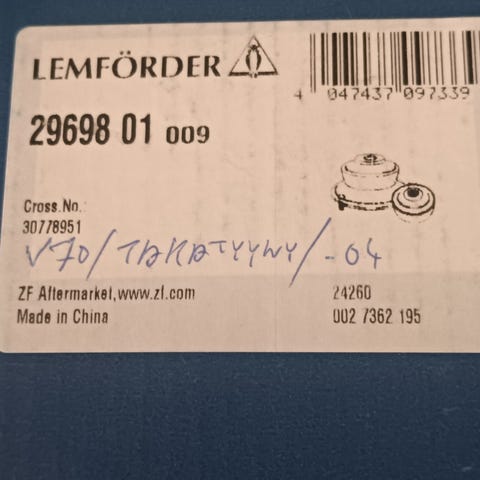 LEMFÖRDER
4 047437 097339
29698 01 009
Cross.No.:
30778951
V70/TAKATYYNY/-04
ZF Aftermarket,www.zf.com
Made in China
24260
002 7362 195